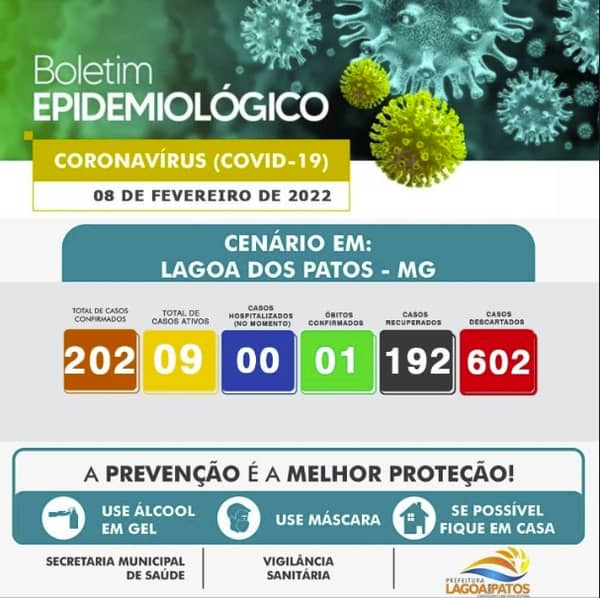 Boletim
EPIDEMIOLÓGICO
CORONAVÍRUS (COVID-19)
08 DE FEVEREIRO DE 2022
CENÁRIO EM:
LAGOA DOS PATOS - MG
TOTAL DE CASOS
CONFIRMADOS
202
TOTAL DE
CASOS ATIVOS
09
CASOS
HOSPITALIZADOS
(NO MOMENTO)
00
ÓBITOS
CONFIRMADOS
01
CASOS
RECUPERADOS
192
CASOS
DESCARTADOS
602
A PREVENÇÃO É A MELHOR PROTEÇÃO!
USE ÁLCOOL
EM GEL
USE MÁSCARA
SE POSSÍVEL
FIQUE EM CASA
SECRETARIA MUNICIPAL
DE SAÚDE
VIGILÂNCIA
SANITÁRIA
PREFEITURA
LAGOA DOS PATOS